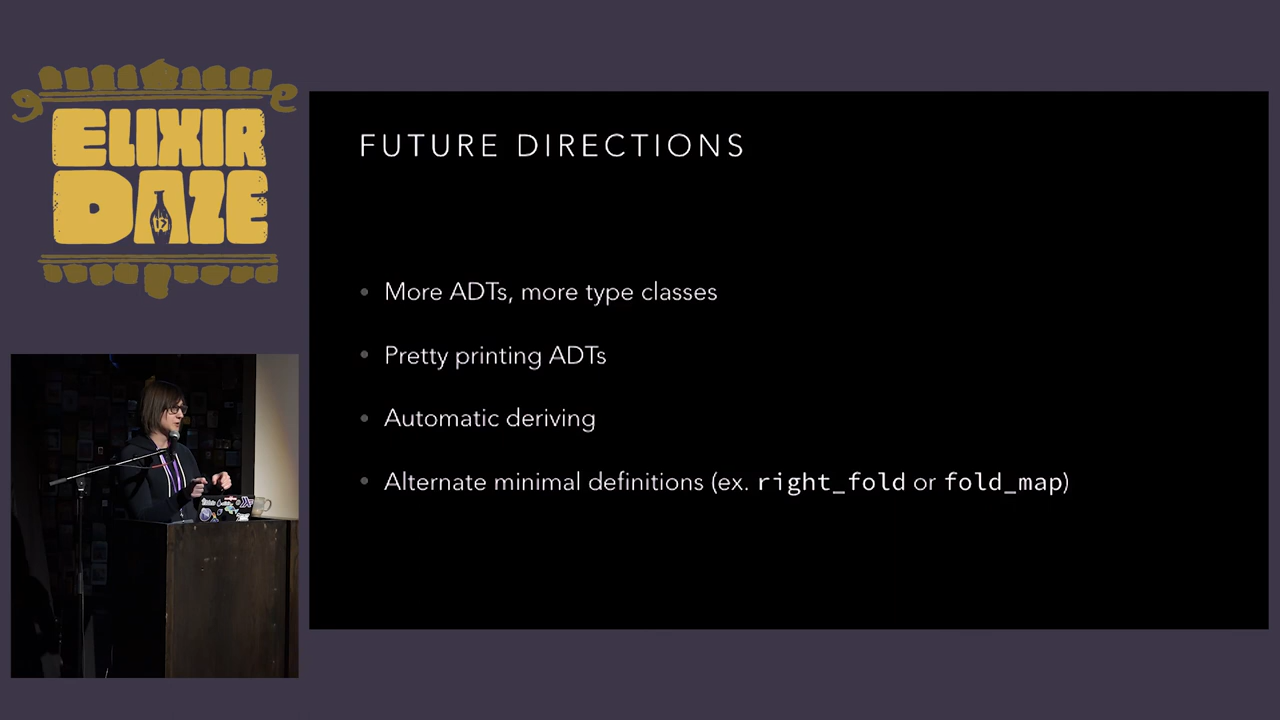 ELIXIR
DAZE
FUTURE DIRECTIONS
• More ADTs, more type classes
• Pretty printing ADTs
• Automatic deriving
• Alternate minimal definitions (ex. right_fold or fold_map)